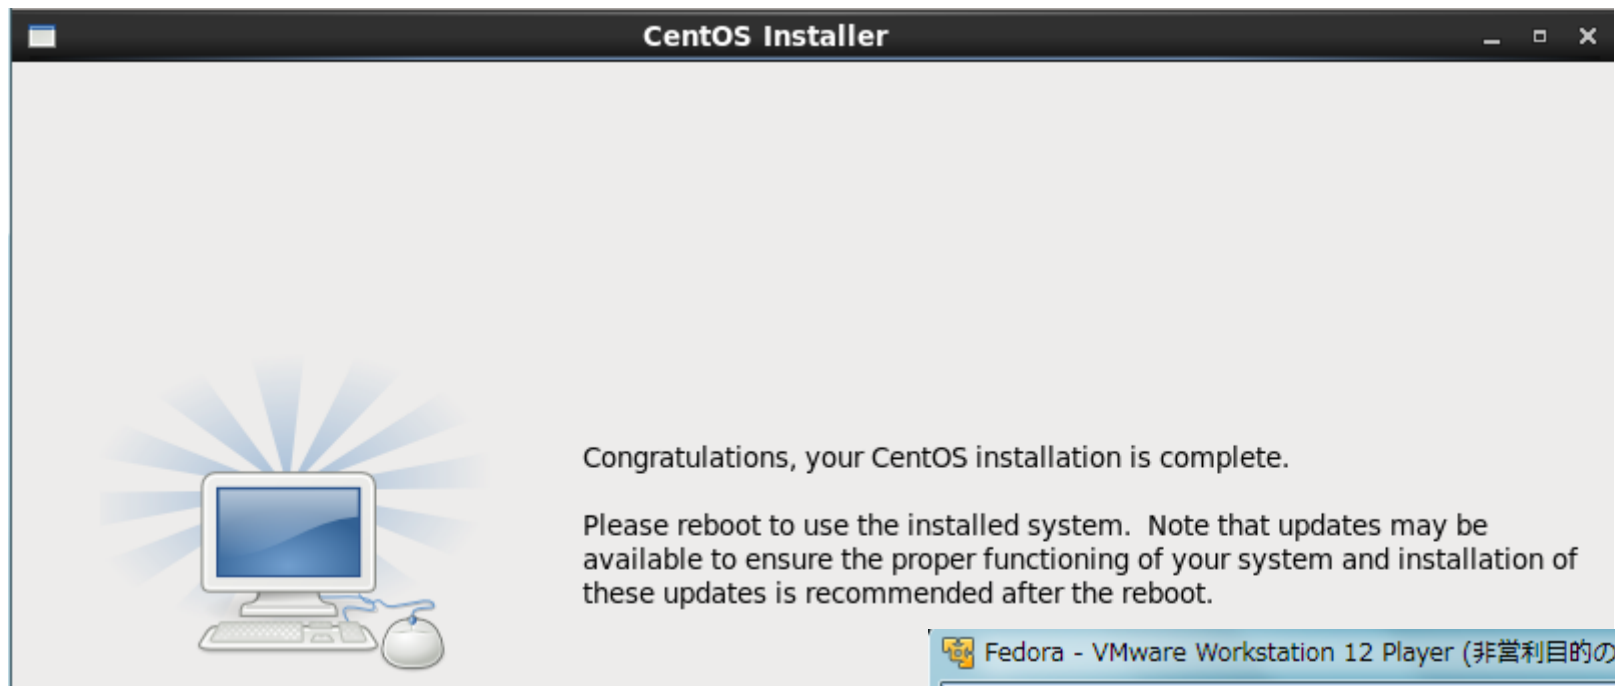 CentOS Installer
Congratulations, your CentOS installation is complete.
Please reboot to use the installed system.  Note that updates may be
available to ensure the proper functioning of your system and installation of
these updates is recommended after the reboot.
Fedora - VMware Workstation 12 Player (非営利目的の